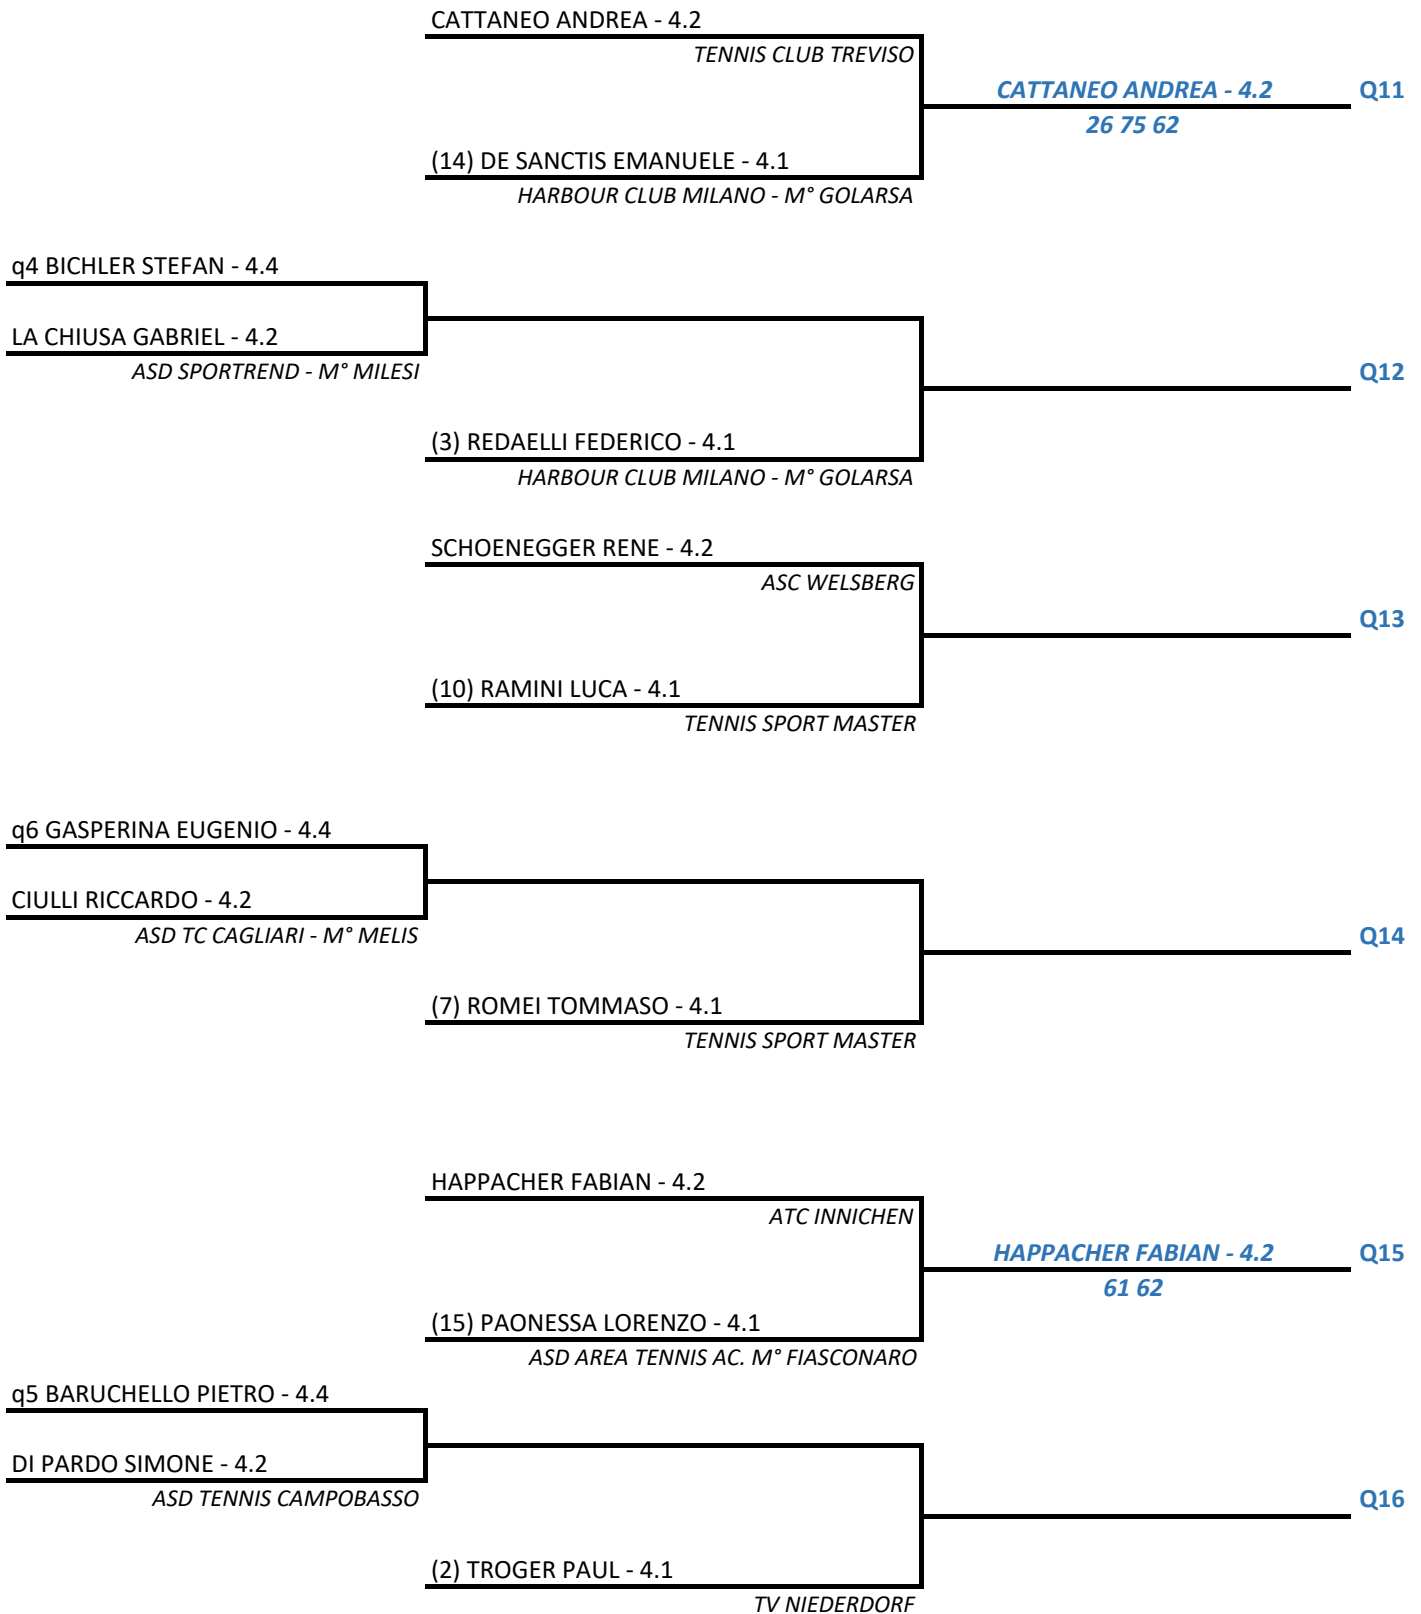 CATTANEO ANDREA - 4.2
TENNIS CLUB TREVISO
CATTANEO ANDREA - 4.2 Q11
26 75 62
(14) DE SANCTIS EMANUELE - 4.1
HARBOUR CLUB MILANO - M° GOLARSA
q4 BICHLER STEFAN - 4.4
LA CHIUSA GABRIEL - 4.2
ASD SPORTREND - M° MILESI
Q12
(3) REDAELLI FEDERICO - 4.1
HARBOUR CLUB MILANO - M° GOLARSA
SCHOENEGGER RENE - 4.2
ASC WELSBERG
Q13
(10) RAMINI LUCA - 4.1
TENNIS SPORT MASTER
q6 GASPERINA EUGENIO - 4.4
CIULLI RICCARDO - 4.2
ASD TC CAGLIARI - M° MELIS
Q14
(7) ROMEI TOMMASO - 4.1
TENNIS SPORT MASTER
HAPPACHER FABIAN - 4.2
ATC INNICHEN
HAPPACHER FABIAN - 4.2 Q15
61 62
(15) PAONESSA LORENZO - 4.1
ASD AREA TENNIS AC. M° FIASCONARO
q5 BARUCHELLO PIETRO - 4.4
DI PARDO SIMONE - 4.2
ASD TENNIS CAMPOBASSO
Q16
(2) TROGER PAUL - 4.1
TV NIEDERDORF